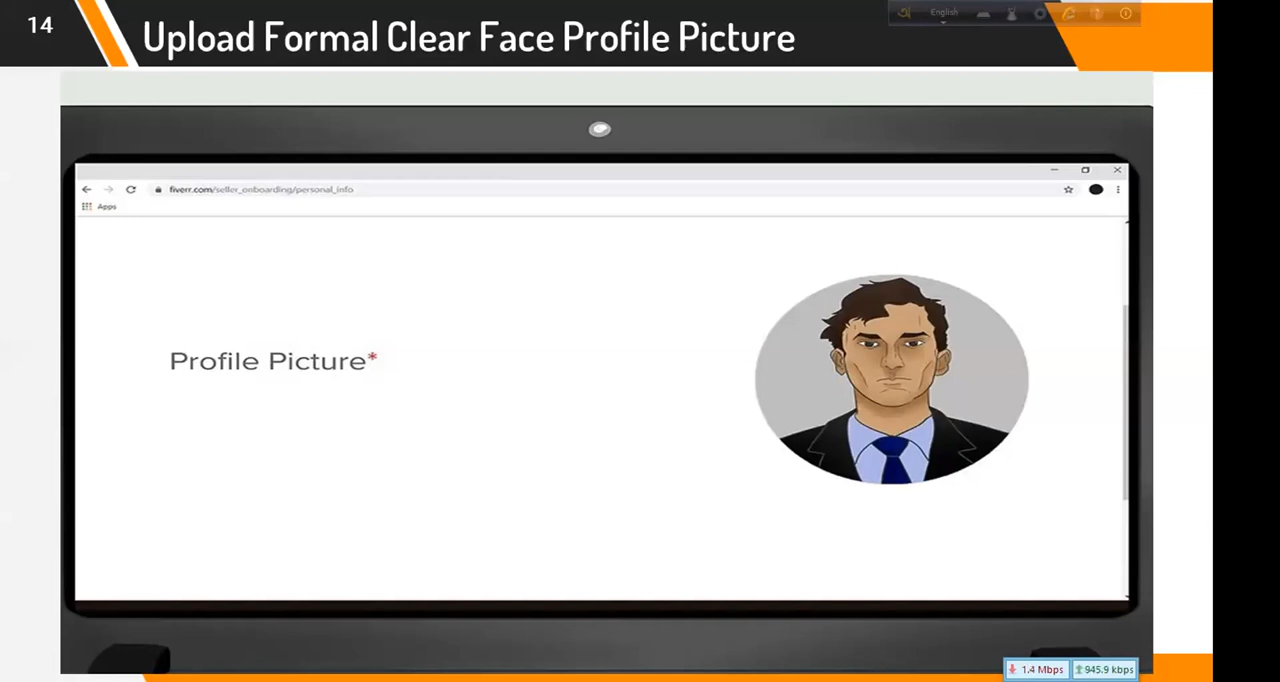 14
Upload Formal Clear Face Profile Picture
English
fiverr.com/seller_onboarding/personal_info
Apps
Profile Picture*
1.4 Mbps
945.9 kbps